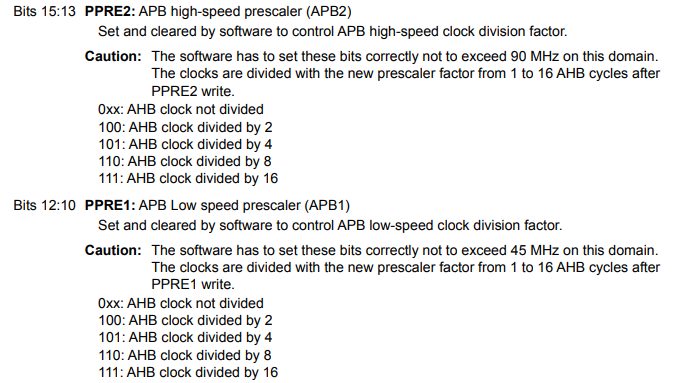 Bits 15:13 PPRE2: APB high-speed prescaler (APB2)
Set and cleared by software to control APB high-speed clock division factor.
Caution: The software has to set these bits correctly not to exceed 90 MHz on this domain.
The clocks are divided with the new prescaler factor from 1 to 16 AHB cycles after
PPRE2 write.
0xx: AHB clock not divided
100: AHB clock divided by 2
101: AHB clock divided by 4
110: AHB clock divided by 8
111: AHB clock divided by 16
Bits 12:10 PPRE1: APB Low speed prescaler (APB1)
Set and cleared by software to control APB low-speed clock division factor.
Caution: The software has to set these bits correctly not to exceed 45 MHz on this domain.
The clocks are divided with the new prescaler factor from 1 to 16 AHB cycles after
PPRE1 write.
0xx: AHB clock not divided
100: AHB clock divided by 2
101: AHB clock divided by 4
110: AHB clock divided by 8
111: AHB clock divided by 16